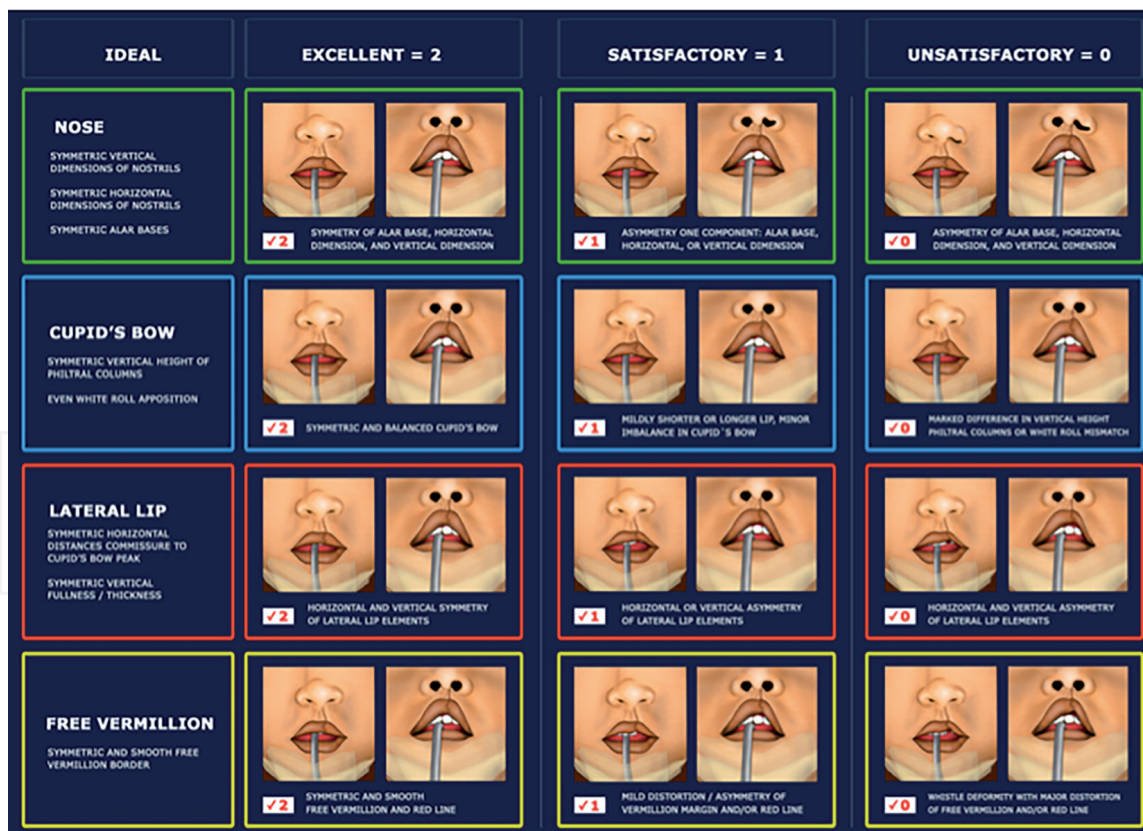 IDEAL
EXCELLENT = 2
SATISFACTORY = 1
UNSATISFACTORY = 0
NOSE
SYMMETRIC VERTICAL
DIMENSIONS OF NOSTRILS
SYMMETRIC HORIZONTAL
DIMENSIONS OF NOSTRILS
SYMMETRIC ALAR BASES
✓2
SYMMETRY OF ALAR BASE, HORIZONTAL
DIMENSION, AND VERTICAL DIMENSION
✓1
ASYMMETRY ONE COMPONENT: ALAR BASE,
HORIZONTAL, OR VERTICAL DIMENSION
✓0
ASYMMETRY OF ALAR BASE, HORIZONTAL
DIMENSION, AND VERTICAL DIMENSION
CUPID'S BOW
SYMMETRIC VERTICAL HEIGHT OF
PHILTRAL COLUMNS
EVEN WHITE ROLL APPOSITION
✓2
SYMMETRIC AND BALANCED CUPID'S BOW
✓1
MILDLY SHORTER OR LONGER LIP, MINOR
IMBALANCE IN CUPID´S BOW
✓0
MARKED DIFFERENCE IN VERTICAL HEIGHT
PHILTRAL COLUMNS OR WHITE ROLL MISMATCH
LATERAL LIP
SYMMETRIC HORIZONTAL
DISTANCES COMMISSURE TO
CUPID'S BOW PEAK
SYMMETRIC VERTICAL
FULLNESS / THICKNESS
✓2
HORIZONTAL AND VERTICAL SYMMETRY
OF LATERAL LIP ELEMENTS
✓1
HORIZONTAL OR VERTICAL ASYMMETRY
OF LATERAL LIP ELEMENTS
✓0
HORIZONTAL AND VERTICAL ASYMMETRY
OF LATERAL LIP ELEMENTS
FREE VERMILLION
SYMMETRIC AND SMOOTH FREE
VERMILLION BORDER
✓2
SYMMETRIC AND SMOOTH
FREE VERMILLION AND RED LINE
✓1
MILD DISTORTION / ASYMMETRY OF
VERMILLION MARGIN AND/OR RED LINE
✓0
WHISTLE DEFORMITY WITH MAJOR DISTORTION
OF FREE VERMILLION AND/OR RED LINE